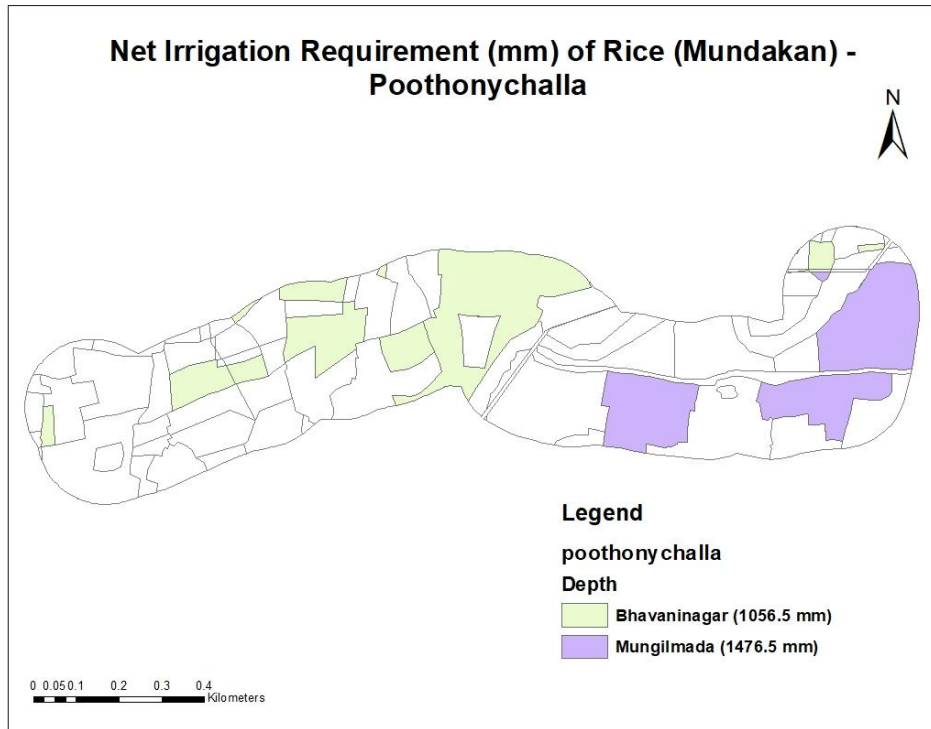 Net Irrigation Requirement (mm) of Rice (Mundakan) -
Poothonychalla
N
Legend
poothonychalla
Depth
Bhavaninagar (1056.5 mm)
Mungilmada (1476.5 mm)
0 0.050.1 0.2 0.3 0.4
Kilometers